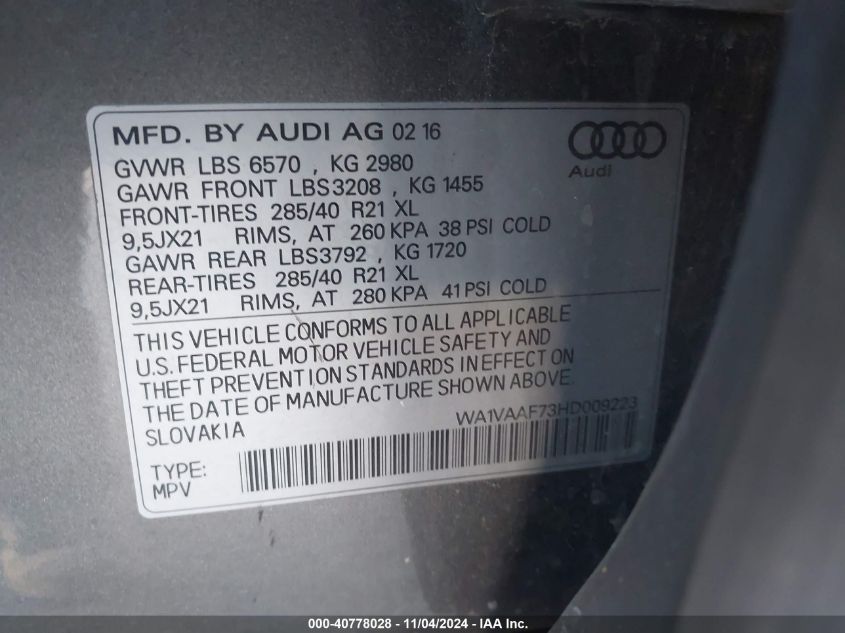 MFD. BY AUDI AG 02 16
Audi
GVWR LBS 6570 , KG 2980
GAWR FRONT LBS3208 , KG 1455
FRONT-TIRES 285/40 R21 XL
9,5JX21 RIMS, AT 260 KPA 38 PSI COLD
GAWR REAR LBS3792 , KG 1720
REAR-TIRES 285/40 R21 XL
9,5JX21 RIMS, AT 280 KPA 41 PSI COLD
THIS VEHICLE CONFORMS TO ALL APPLICABLE
U.S. FEDERAL MOTOR VEHICLE SAFETY AND
THEFT PREVENTION STANDARDS IN EFFECT ON
THE DATE OF MANUFACTURE SHOWN ABOVE.
SLOVAKIA
WA1VAAF73HD009223
TYPE:
MPV
000-40778028 - 11/04/2024 - IAA Inc.